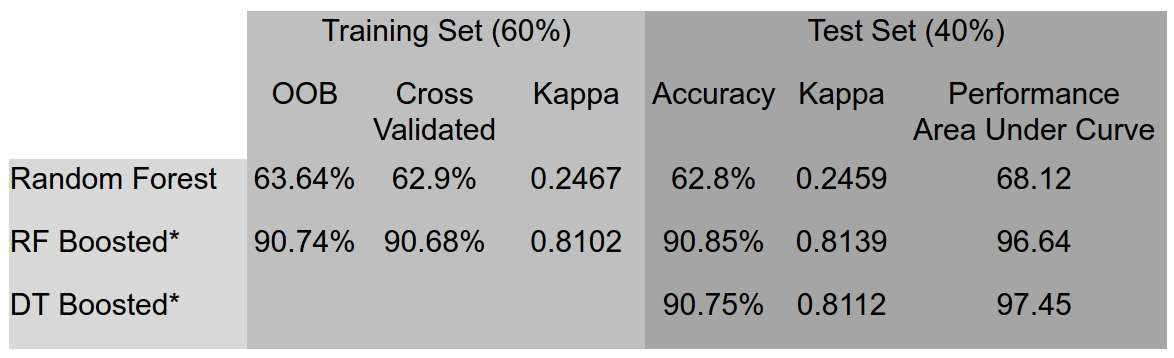 Training Set (60%) Test Set (40%)
OOB Cross Validated Kappa Accuracy Kappa Performance Area Under Curve
Random Forest 63.64% 62.9% 0.2467 62.8% 0.2459 68.12
RF Boosted* 90.74% 90.68% 0.8102 90.85% 0.8139 96.64
DT Boosted* 90.75% 0.8112 97.45